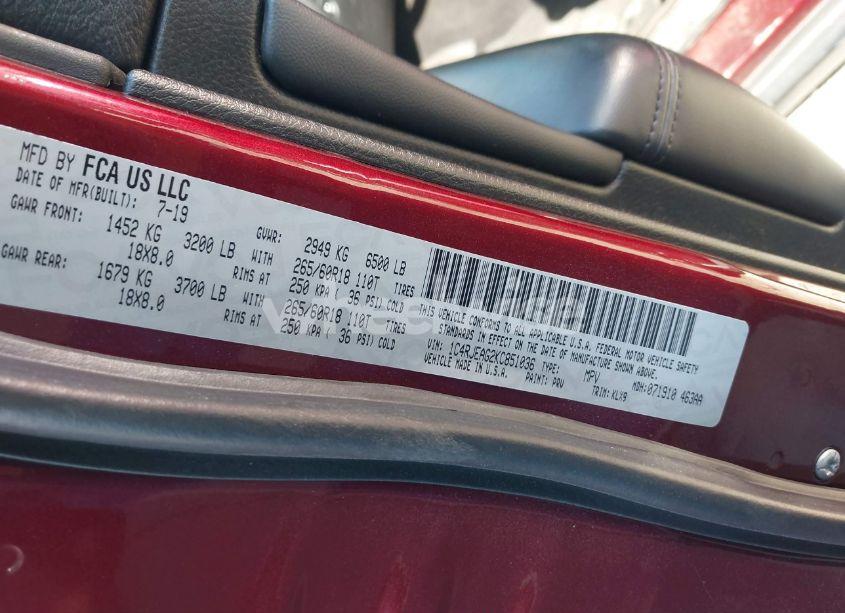 MFD BY FCA US LLC
DATE OF MFR(BUILT): 7-19 GVWR: 2949 KG 6500 LB
GAWR FRONT: 1452 KG 3200 LB WITH 265/60R18 110T TIRES
18X8.0 RIMS AT 250 KPA ( 36 PSI) COLD
GAWR REAR: 1679 KG 3700 LB WITH 265/60R18 110T TIRES
18X8.0 RIMS AT 250 KPA ( 36 PSI) COLD
THIS VEHICLE CONFORMS TO ALL APPLICABLE U.S.A. FEDERAL MOTOR VEHICLE SAFETY
STANDARDS IN EFFECT ON THE DATE OF MANUFACTURE SHOWN ABOVE.
VIN: 1C4RJEAG2KC851036 TYPE: MPV MDH:071910 463AA
VEHICLE MADE IN U.S.A. PAINT: PRV TRIM: KLX9